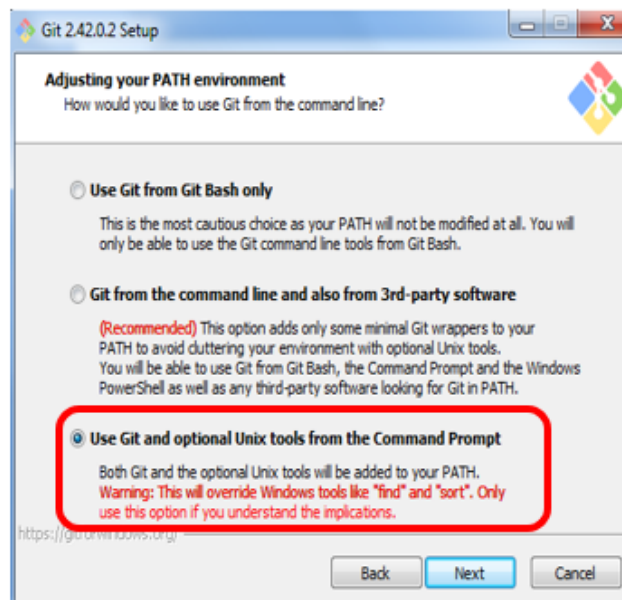 Git 2.42.0.2 Setup
Adjusting your PATH environment
How would you like to use Git from the command line?
Use Git from Git Bash only
This is the most cautious choice as your PATH will not be modified at all. You will
only be able to use the Git command line tools from Git Bash.
Git from the command line and also from 3rd-party software
(Recommended) This option adds only some minimal Git wrappers to your
PATH to avoid cluttering your environment with optional Unix tools.
You will be able to use Git from Git Bash, the Command Prompt and the Windows
PowerShell as well as any third-party software looking for Git in PATH.
Use Git and optional Unix tools from the Command Prompt
Both Git and the optional Unix tools will be added to your PATH.
Warning: This will override Windows tools like "find" and "sort". Only
use this option if you understand the implications.
https://gitforwindows.org/
Back Next Cancel